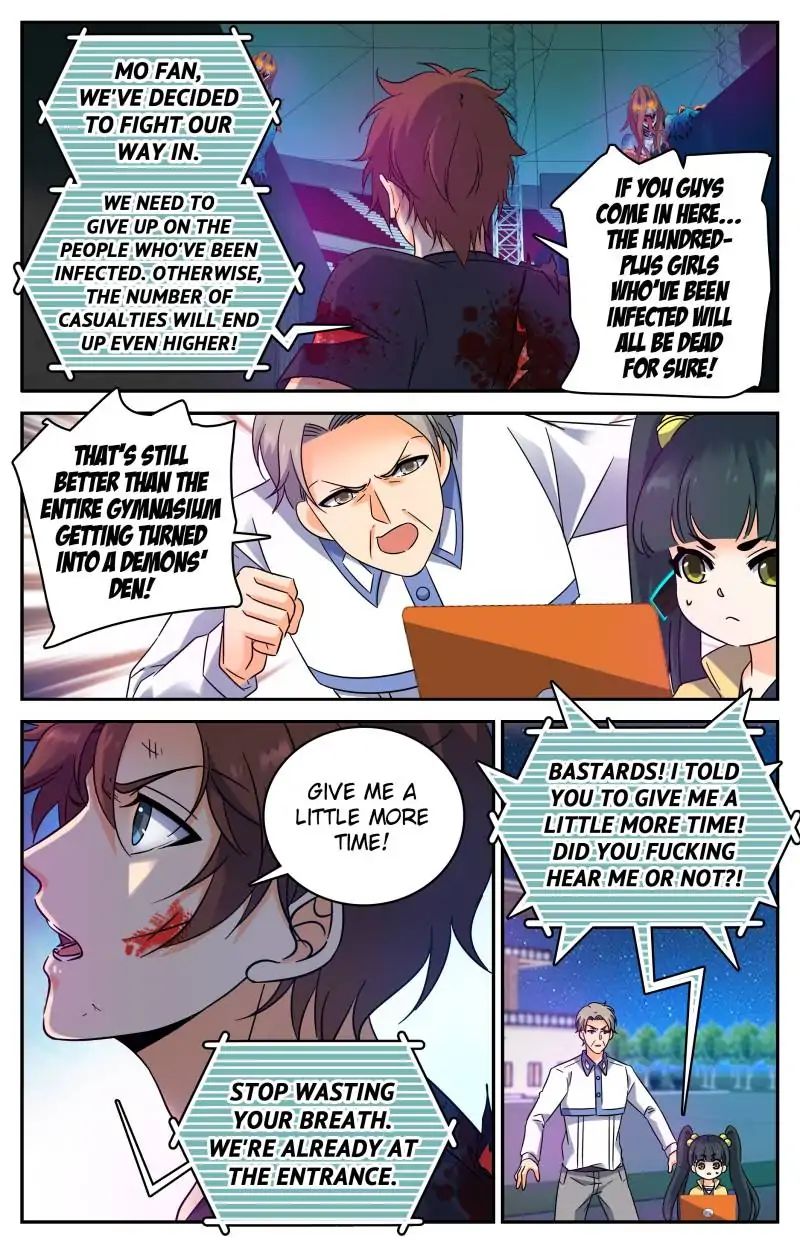 MO FAN,
WE'VE DECIDED
TO FIGHT OUR
WAY IN.
WE NEED TO
GIVE UP ON THE
PEOPLE WHO'VE BEEN
INFECTED. OTHERWISE,
THE NUMBER OF
CASUALTIES WILL END
UP EVEN HIGHER!
IF YOU GUYS
COME IN HERE...
THE HUNDRED-
PLUS GIRLS
WHO'VE BEEN
INFECTED WILL
ALL BE DEAD
FOR SURE!
THAT'S STILL
BETTER THAN THE
ENTIRE GYMNASIUM
GETTING TURNED
INTO A DEMONS'
DEN!
GIVE ME A
LITTLE MORE
TIME!
STOP WASTING
YOUR BREATH.
WE'RE ALREADY AT
THE ENTRANCE.
BASTARDS! I TOLD
YOU TO GIVE ME A
LITTLE MORE TIME!
DID YOU FUCKING
HEAR ME OR NOT?!